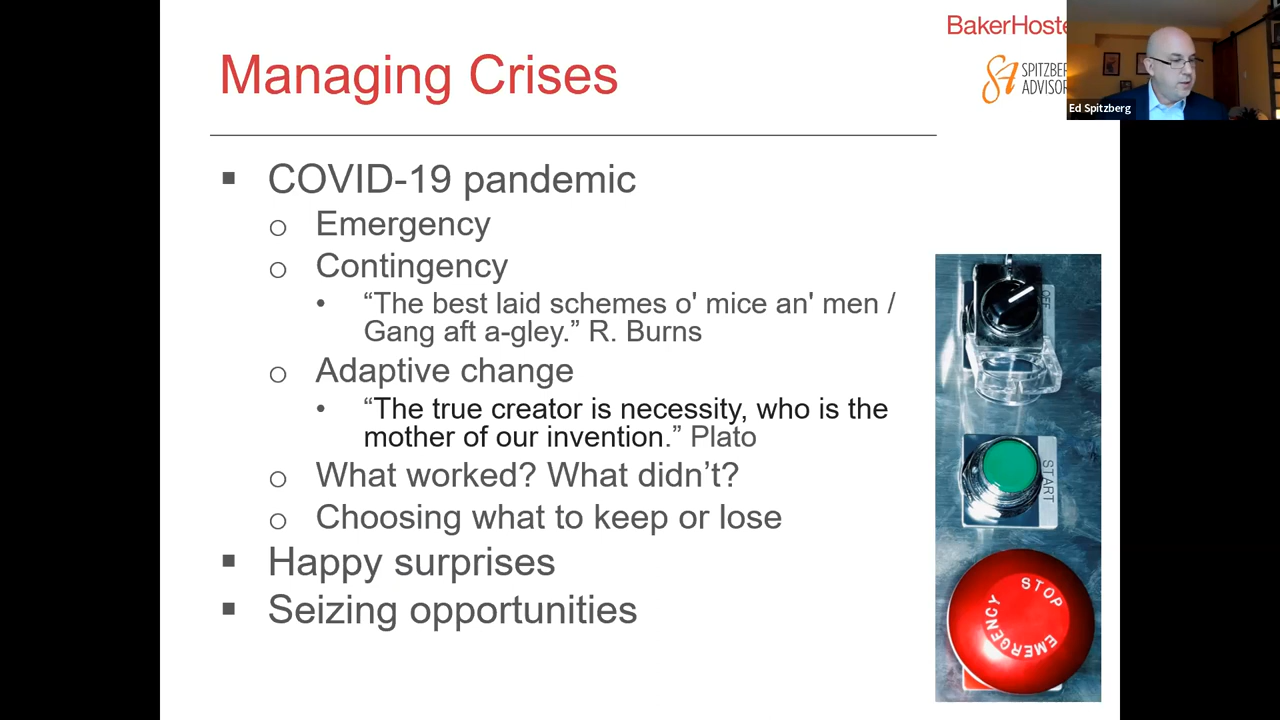 BakerHoste
Managing Crises
SPITZBER
ADVISOR
Ed Spitzberg
▪ COVID-19 pandemic
o Emergency
o Contingency
• “The best laid schemes o' mice an' men /
Gang aft a-gley.” R. Burns
o Adaptive change
• “The true creator is necessity, who is the
mother of our invention.” Plato
o What worked? What didn’t?
o Choosing what to keep or lose
▪ Happy surprises
▪ Seizing opportunities
OFF
START
EMERGENCY STOP
EMERGENCY